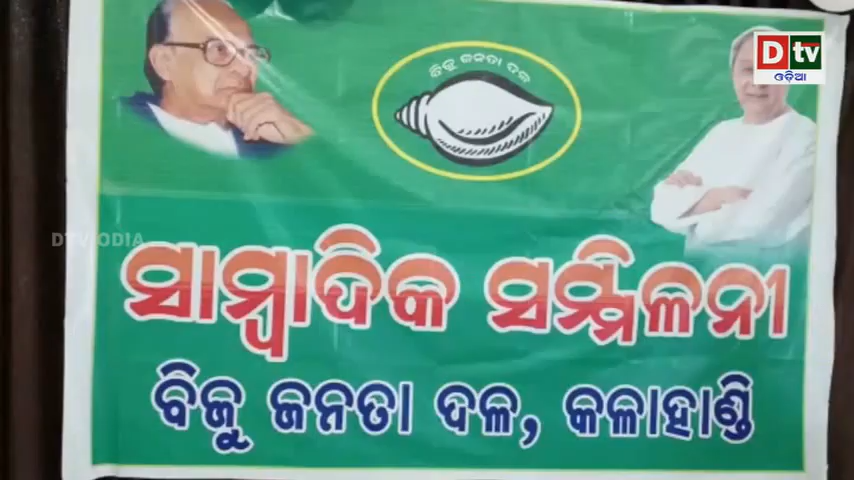 D tv
ଓଡ଼ିଆ
ବିଜୁ ଜନତା ଦଳ
DTV ODIA
ସାମ୍ବାଦିକ ସମ୍ମିଳନୀ
ବିଜୁ ଜନତା ଦଳ, କଳାହାଣ୍ଡି